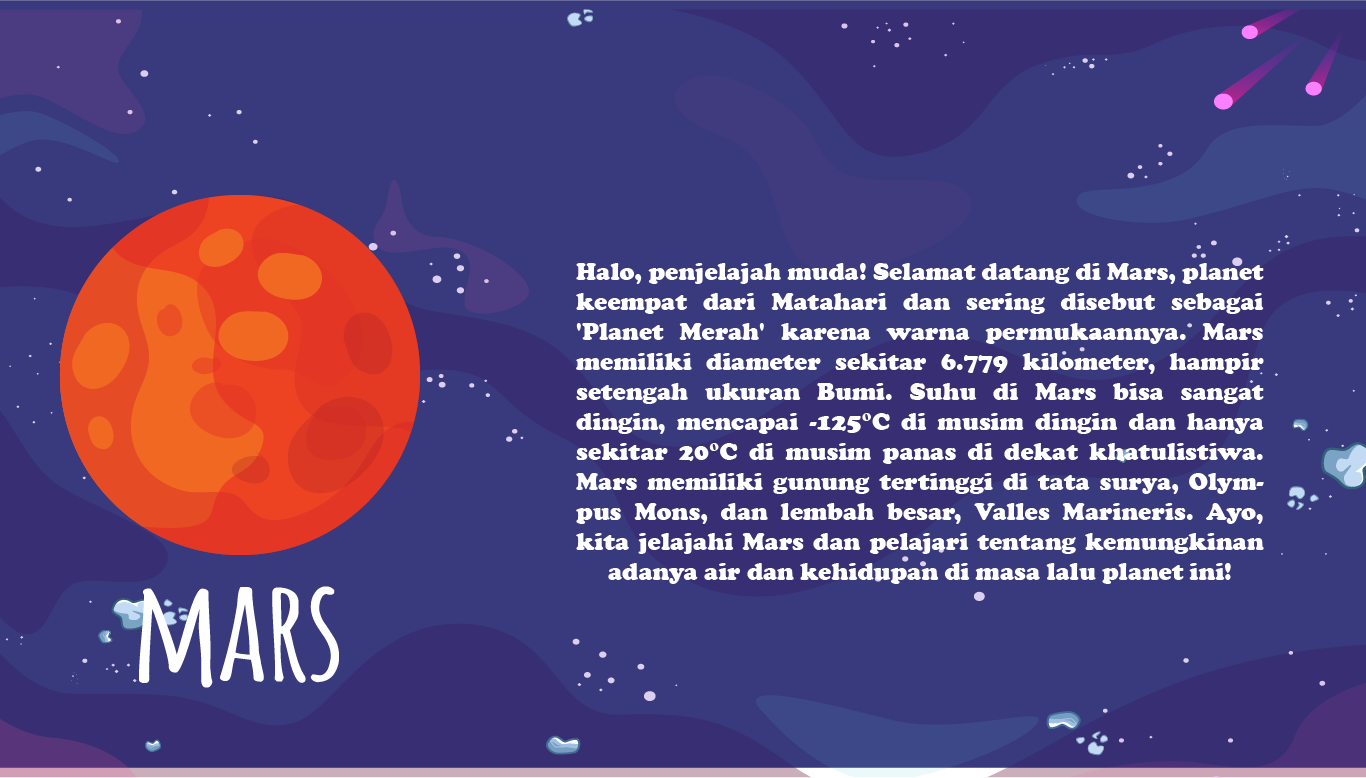 Halo, penjelajah muda! Selamat datang di Mars, planet
keempat dari Matahari dan sering disebut sebagai
'Planet Merah' karena warna permukaannya. Mars
memiliki diameter sekitar 6.779 kilometer, hampir
setengah ukuran Bumi. Suhu di Mars bisa sangat
dingin, mencapai -125°C di musim dingin dan hanya
sekitar 20°C di musim panas di dekat khatulistiwa.
Mars memiliki gunung tertinggi di tata surya, Olym-
pus Mons, dan lembah besar, Valles Marineris. Ayo,
kita jelajahi Mars dan pelajari tentang kemungkinan
adanya air dan kehidupan di masa lalu planet ini!
MARS